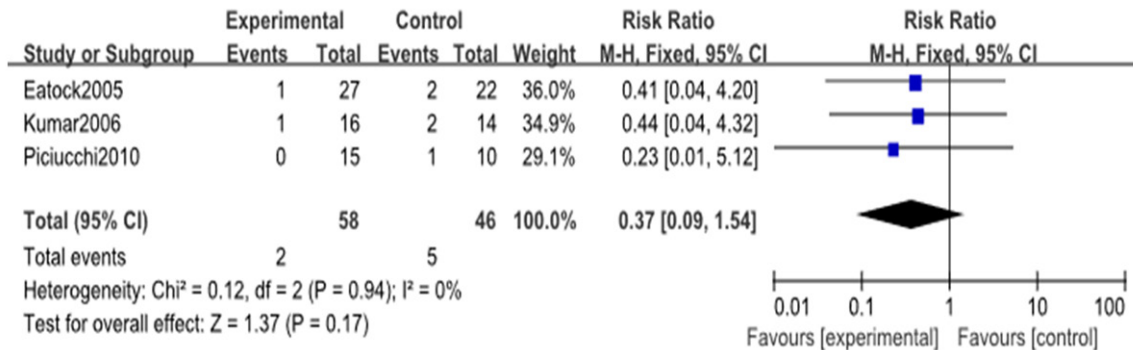 Experimental Control Risk Ratio Risk Ratio
Study or Subgroup Events Total Events Total Weight M-H, Fixed, 95% CI M-H, Fixed, 95% CI
Eatock2005 1 27 2 22 36.0% 0.41 [0.04, 4.20]
Kumar2006 1 16 2 14 34.9% 0.44 [0.04, 4.32]
Piciucchi2010 0 15 1 10 29.1% 0.23 [0.01, 5.12]
Total (95% CI) 58 46 100.0% 0.37 [0.09, 1.54]
Total events 2 5
Heterogeneity: Chi² = 0.12, df = 2 (P = 0.94); I² = 0%
Test for overall effect: Z = 1.37 (P = 0.17)
0.01 0.1 1 10 100
Favours [experimental] Favours [control]